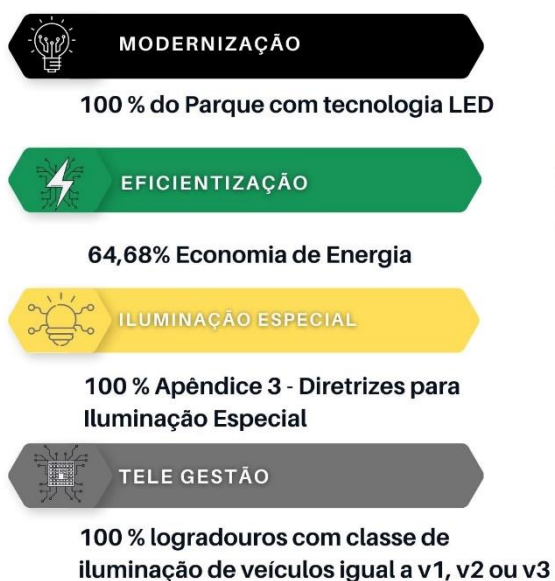 MODERNIZAÇÃO
100 % do Parque com tecnologia LED
EFICIENTIZAÇÃO
64,68% Economia de Energia
ILUMINAÇÃO ESPECIAL
100 % Apêndice 3 - Diretrizes para
Iluminação Especial
TELE GESTÃO
100 % logradouros com classe de
iluminação de veículos igual a v1, v2 ou v3